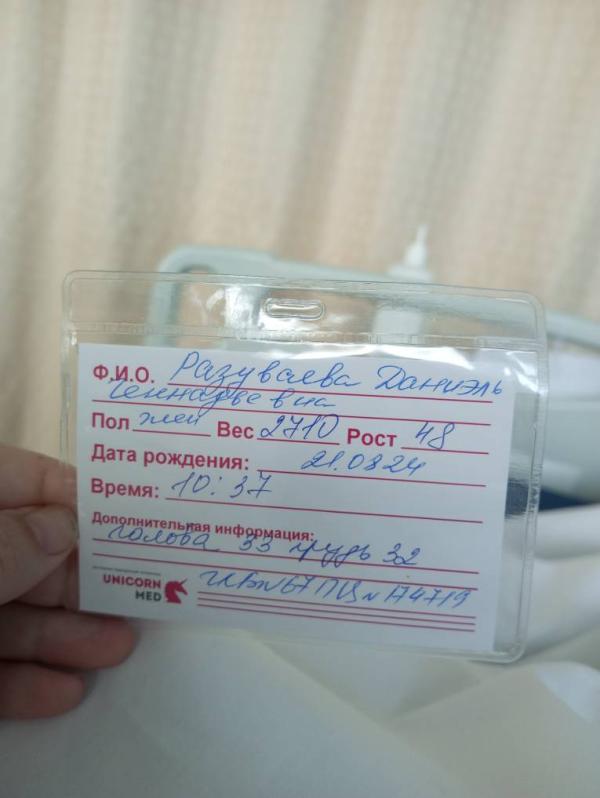 Ф.И.О. Разуваева Даниэль
Геннадьевна
Пол жен Вес 2710 Рост 48
Дата рождения: 21.08.24
Время: 10:37
Дополнительная информация:
голова 33 грудь 32
UNICORN
MED
№174719